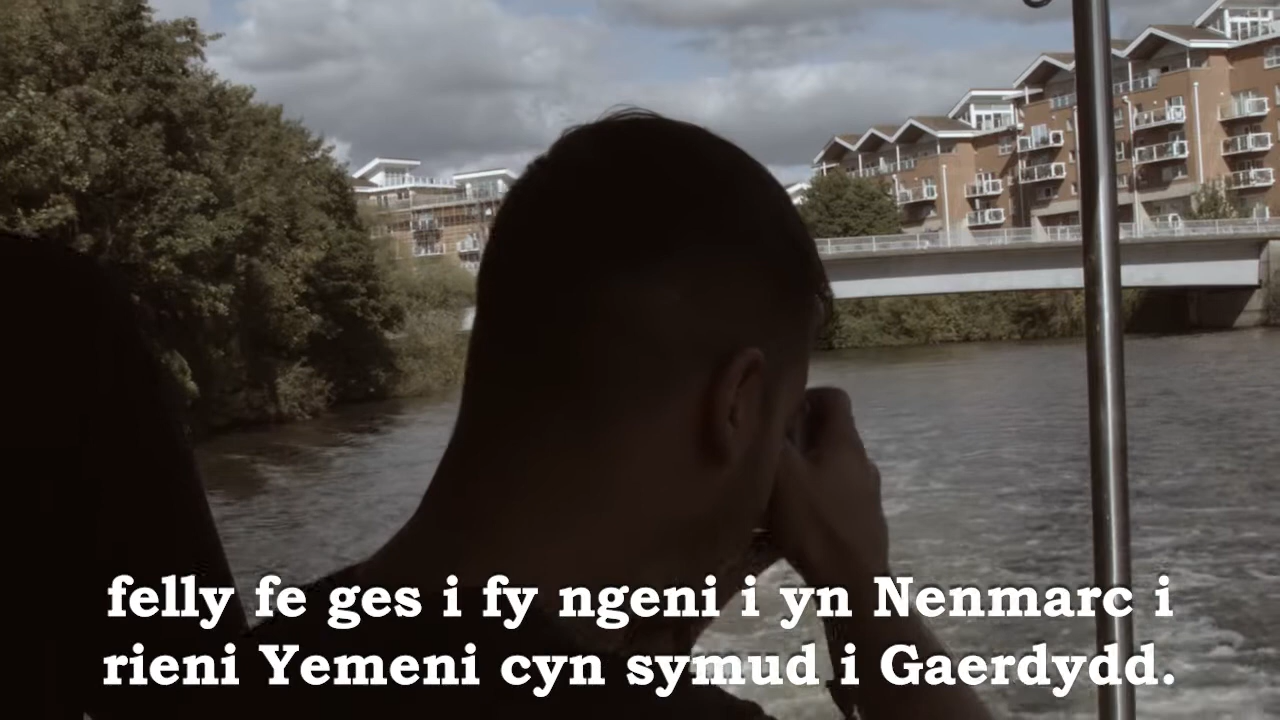 felly fe ges i fy ngeni i yn Nenmarc i
rieni Yemeni cyn symud i Gaerdydd.